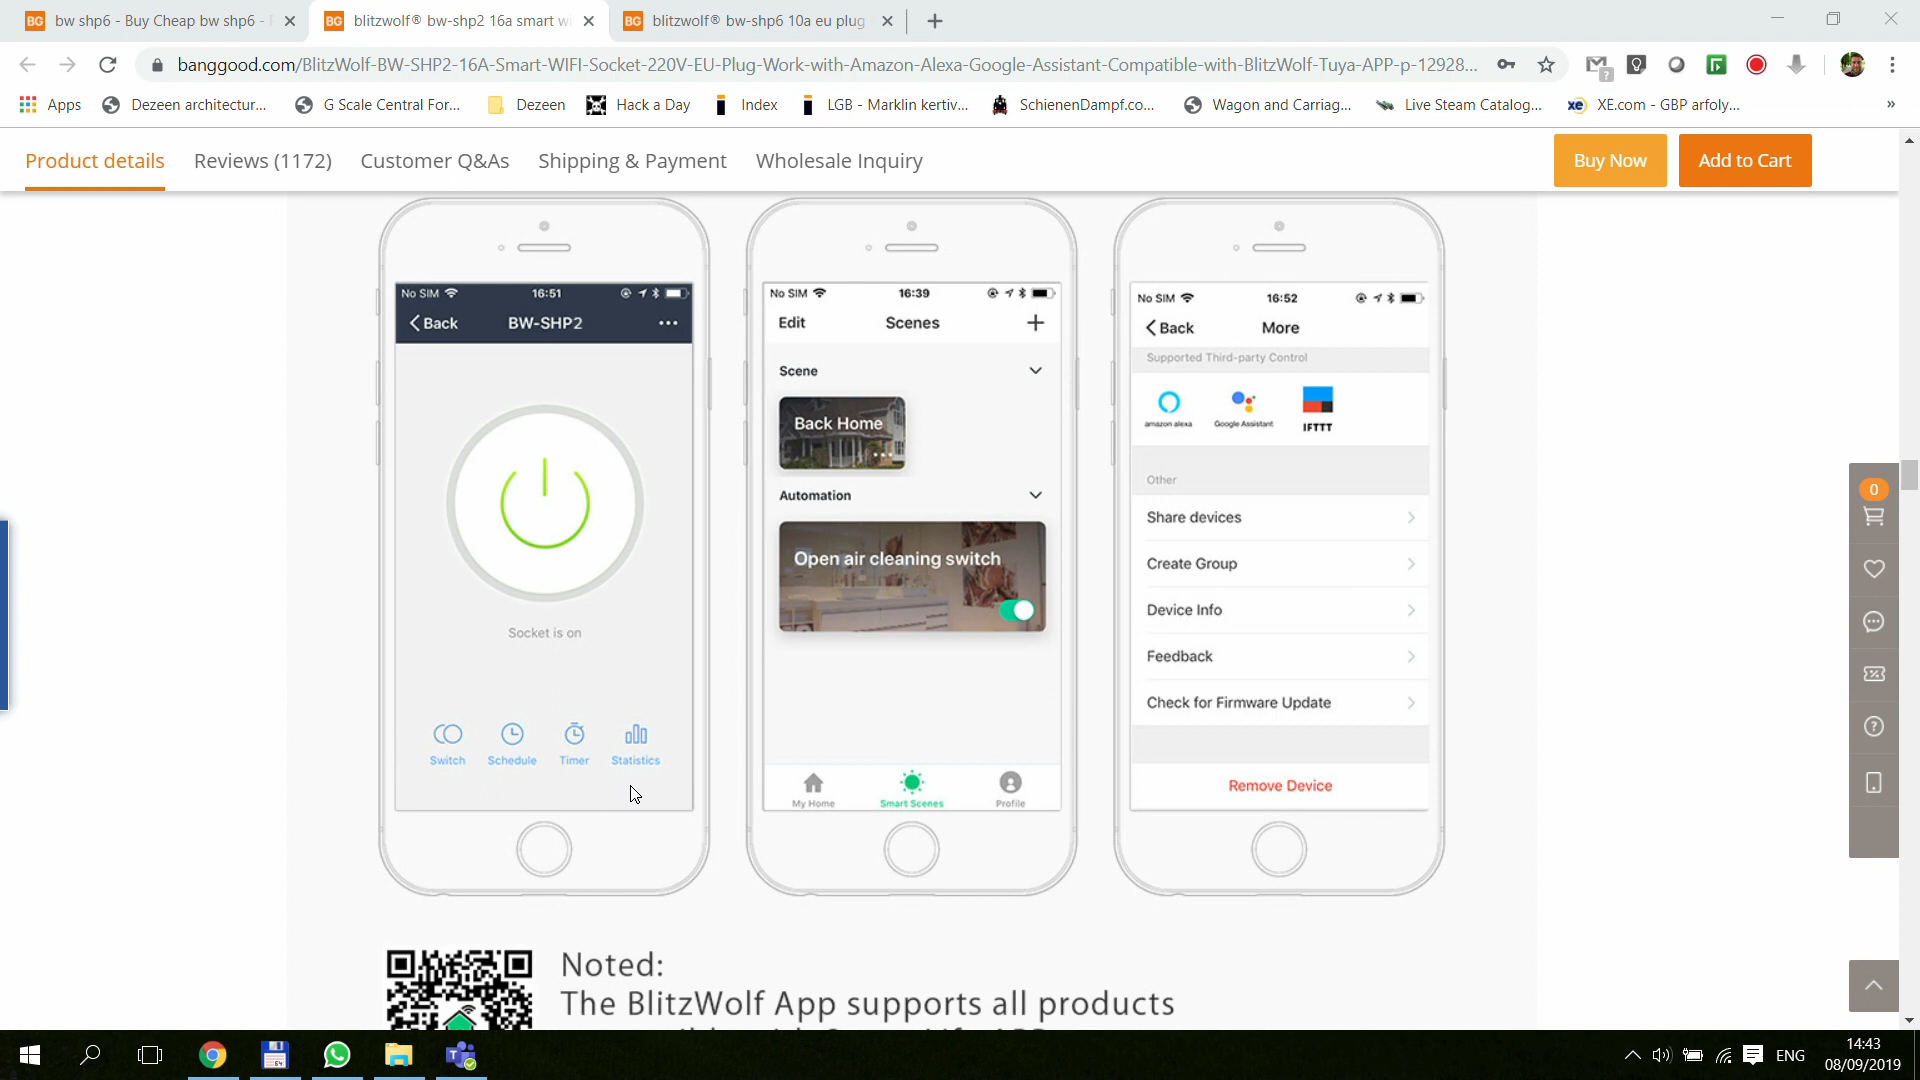 bw shp6 - Buy Cheap bw shp6 -
blitzwolf® bw-shp2 16a smart wi
blitzwolf® bw-shp6 10a eu plug
banggood.com/BlitzWolf-BW-SHP2-16A-Smart-WIFI-Socket-220V-EU-Plug-Work-with-Amazon-Alexa-Google-Assistant-Compatible-with-BlitzWolf-Tuya-APP-p-12928...
Apps
Dezeen architectur...
G Scale Central For...
Dezeen
Hack a Day
Index
LGB - Marklin kertiv...
SchienenDampf.co...
Wagon and Carriag...
Live Steam Catalog...
XE.com - GBP arfoly...
»
Product details
Reviews (1172)
Customer Q&As
Shipping & Payment
Wholesale Inquiry
Buy Now
Add to Cart
No SIM
16:51
Back
BW-SHP2
...
Socket is on
Switch
Schedule
Timer
Statistics
No SIM
16:39
Edit
Scenes
+
Scene
Back Home
...
Automation
Open air cleaning switch
My Home
Smart Scenes
Profile
No SIM
16:52
Back
More
Supported Third-party Control
amazon alexa
Google Assistant
IFTTT
Other
Share devices
Create Group
Device Info
Feedback
Check for Firmware Update
Remove Device
0
Noted:
The BlitzWolf App supports all products
ENG
14:43
08/09/2019